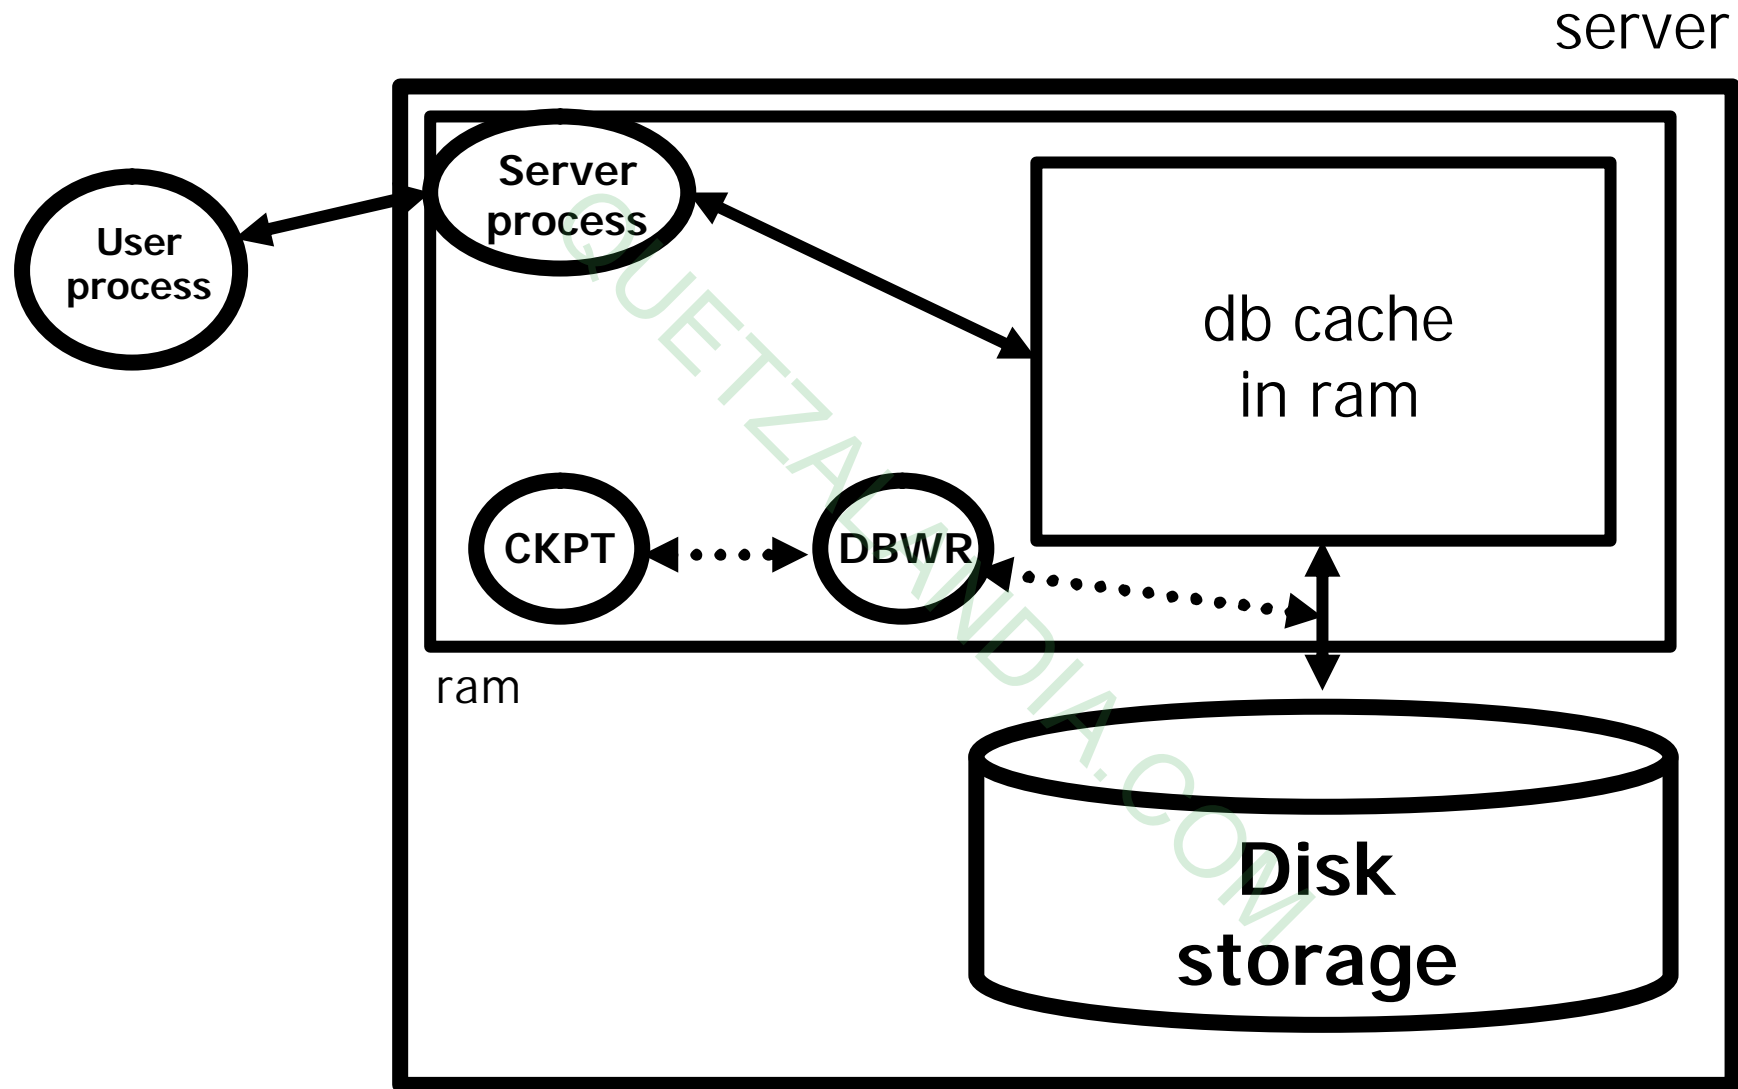 server
Server
process
User
process
db cache
in ram
CKPT
DBWR
ram
Disk
storage
QUETZALANDIA.COM